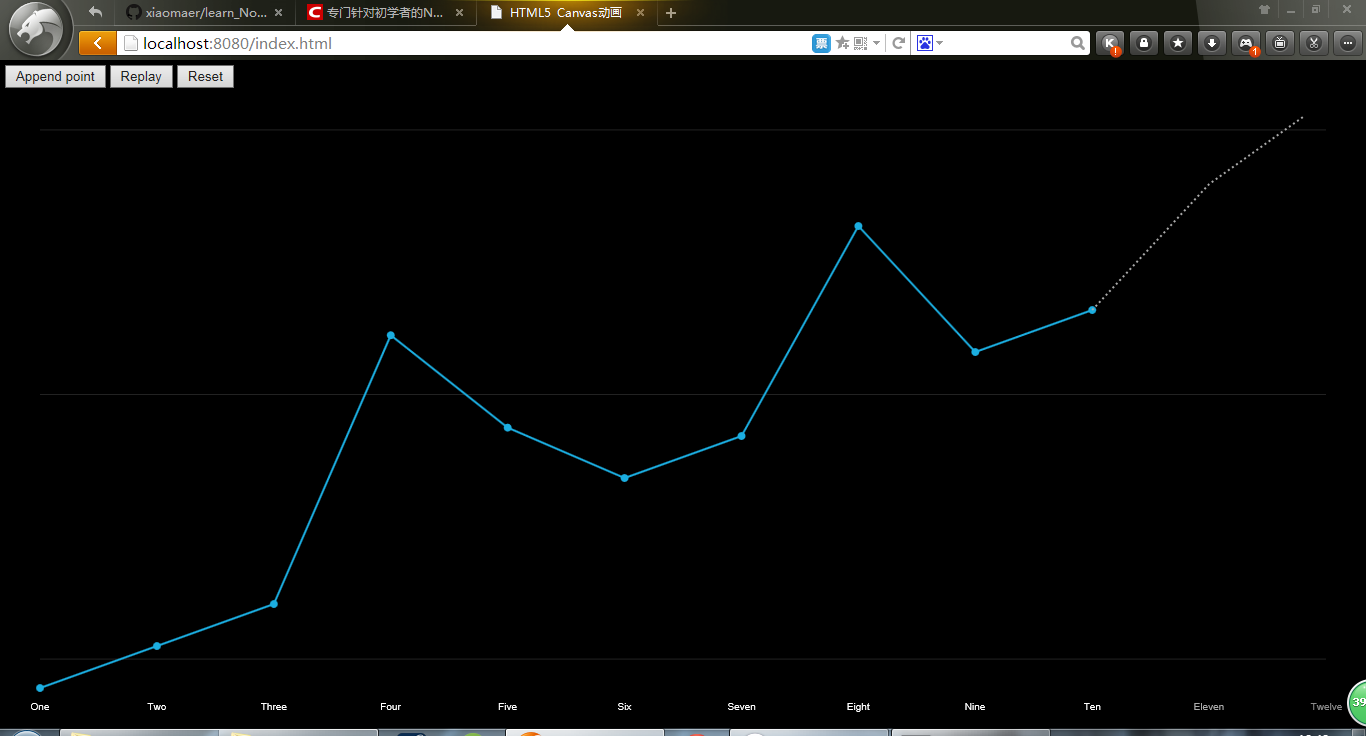 xiaomaer/learn_No...
专门针对初学者的N...
HTML5 Canvas动画
localhost:8080/index.html
票
Append point
Replay
Reset
One
Two
Three
Four
Five
Six
Seven
Eight
Nine
Ten
Eleven
Twelve
39